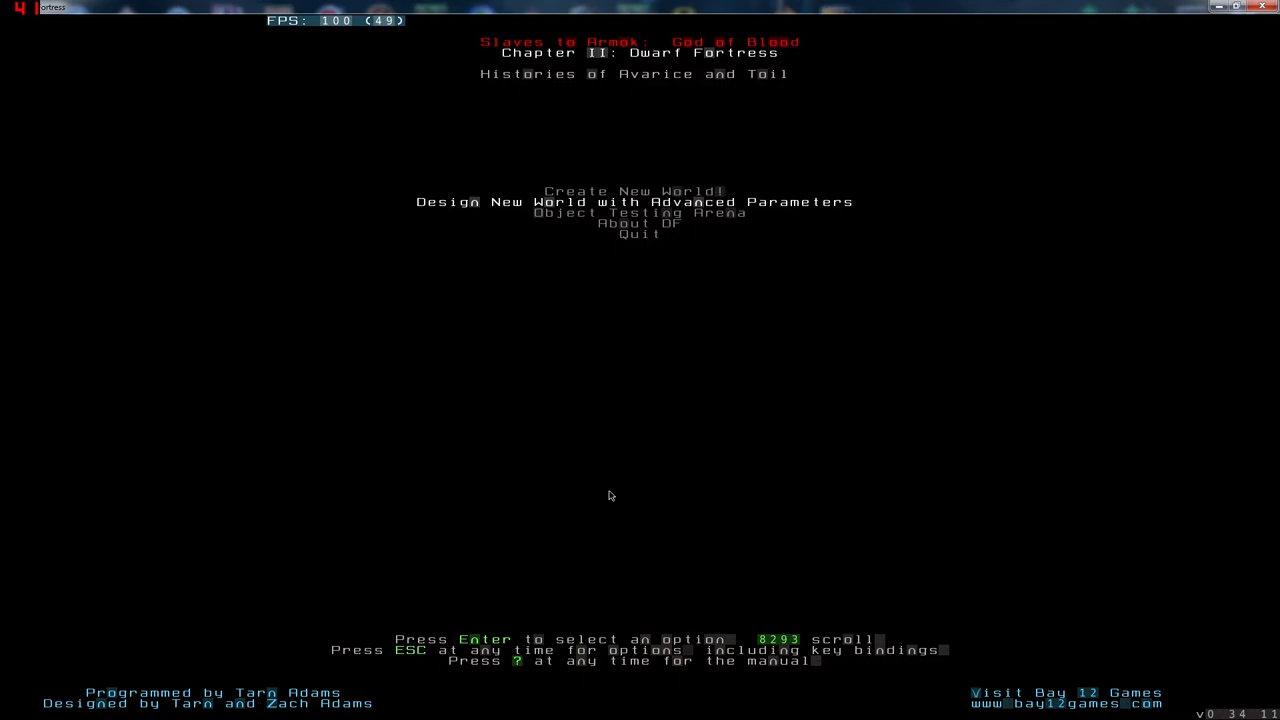 41 ortress
FPS: 100 (49)
Slaves to Armok: God of Blood
Chapter II: Dwarf Fortress
Histories of Avarice and Toil
Create New World!
Design New World with Advanced Parameters
Object Testing Arena
About DF
Quit
Press Enter to select an option 8293 scroll
Press ESC at any time for options including key bindings
Press ? at any time for the manual
Programmed by Tarn Adams
Designed by Tarn and Zach Adams
Visit Bay 12 Games
www bay12games com
v0 34 11